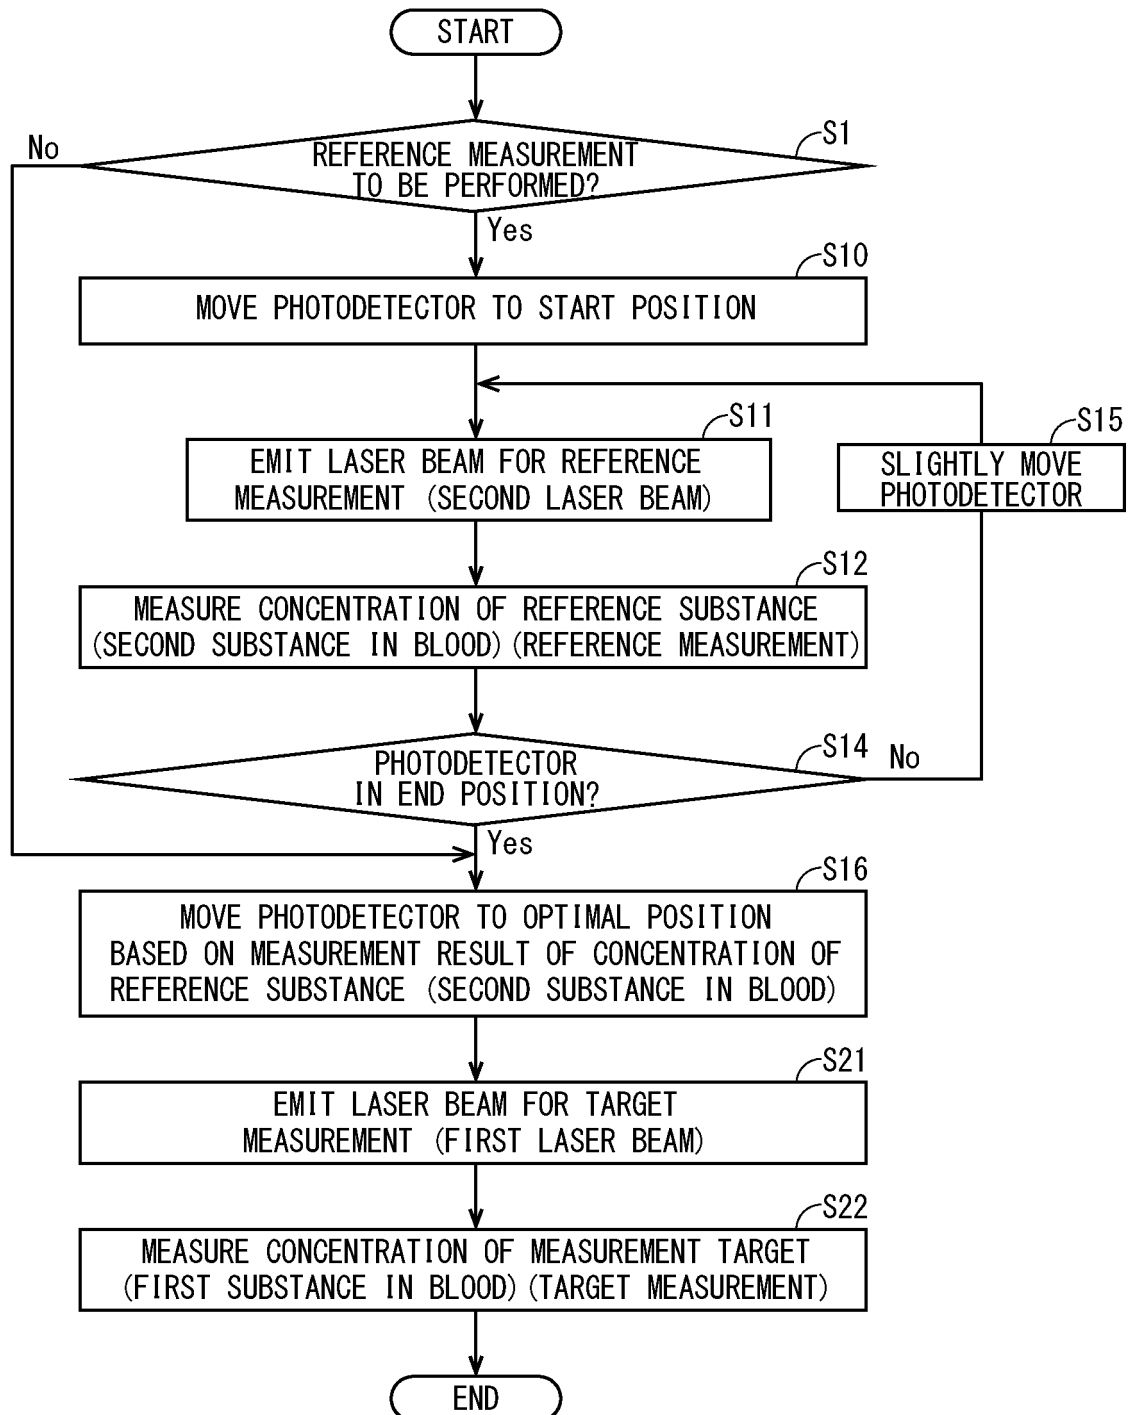 START
S1
No
REFERENCE MEASUREMENT
TO BE PERFORMED?
Yes
S10
MOVE PHOTODETECTOR TO START POSITION
S11
EMIT LASER BEAM FOR REFERENCE
MEASUREMENT (SECOND LASER BEAM)
S15
SLIGHTLY MOVE
PHOTODETECTOR
S12
MEASURE CONCENTRATION OF REFERENCE SUBSTANCE
(SECOND SUBSTANCE IN BLOOD) (REFERENCE MEASUREMENT)
S14
No
PHOTODETECTOR
IN END POSITION?
Yes
S16
MOVE PHOTODETECTOR TO OPTIMAL POSITION
BASED ON MEASUREMENT RESULT OF CONCENTRATION OF
REFERENCE SUBSTANCE (SECOND SUBSTANCE IN BLOOD)
S21
EMIT LASER BEAM FOR TARGET
MEASUREMENT (FIRST LASER BEAM)
S22
MEASURE CONCENTRATION OF MEASUREMENT TARGET
(FIRST SUBSTANCE IN BLOOD) (TARGET MEASUREMENT)
END